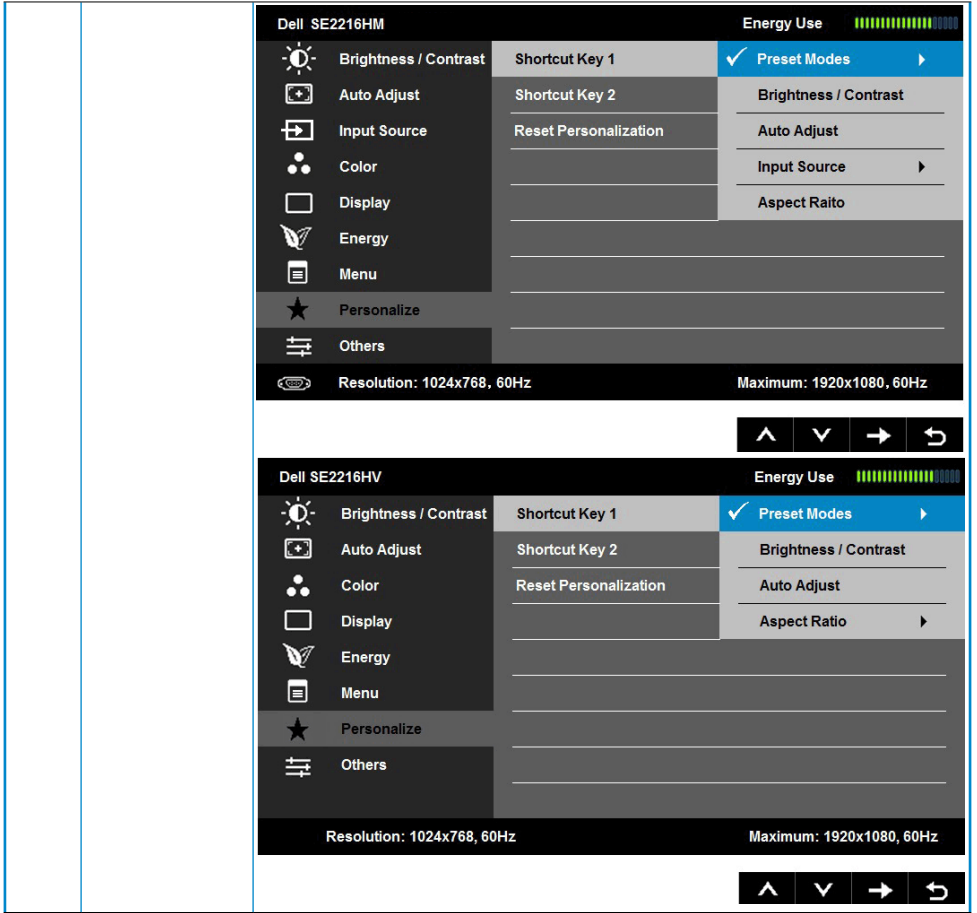 Dell SE2216HM Energy Use
Brightness / Contrast Shortcut Key 1 Preset Modes
Auto Adjust Shortcut Key 2 Brightness / Contrast
Input Source Reset Personalization Auto Adjust
Color Input Source
Display Aspect Raito
Energy
Menu
Personalize
Others
Resolution: 1024x768, 60Hz Maximum: 1920x1080, 60Hz
Dell SE2216HV Energy Use
Brightness / Contrast Shortcut Key 1 Preset Modes
Auto Adjust Shortcut Key 2 Brightness / Contrast
Color Reset Personalization Auto Adjust
Display Aspect Ratio
Energy
Menu
Personalize
Others
Resolution: 1024x768, 60Hz Maximum: 1920x1080, 60Hz